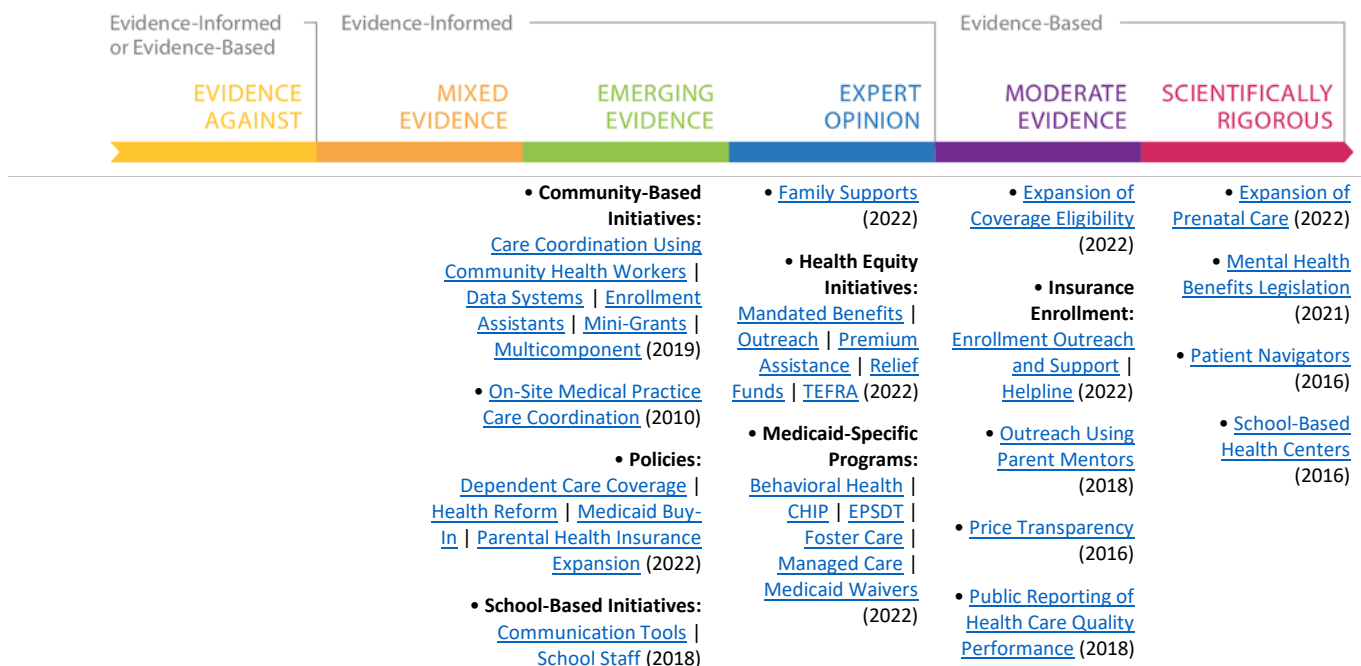 Evidence-Informed
or Evidence-Based
Evidence-Informed
Evidence-Based
EVIDENCE
AGAINST
MIXED
EVIDENCE
EMERGING
EVIDENCE
EXPERT
OPINION
MODERATE
EVIDENCE
SCIENTIFICALLY
RIGOROUS
• Community-Based
Initiatives:
Care Coordination Using
Community Health Workers |
Data Systems | Enrollment
Assistants | Mini-Grants |
Multicomponent (2019)
• On-Site Medical Practice
Care Coordination (2010)
• Policies:
Dependent Care Coverage |
Health Reform | Medicaid Buy-
In | Parental Health Insurance
Expansion (2022)
• School-Based Initiatives:
Communication Tools |
School Staff (2018)
• Family Supports
(2022)
• Health Equity
Initiatives:
Mandated Benefits |
Outreach | Premium
Assistance | Relief
Funds | TEFRA (2022)
• Medicaid-Specific
Programs:
Behavioral Health |
CHIP | EPSDT |
Foster Care |
Managed Care |
Medicaid Waivers
(2022)
• Expansion of
Coverage Eligibility
(2022)
• Insurance
Enrollment:
Enrollment Outreach
and Support |
Helpline (2022)
• Outreach Using
Parent Mentors
(2018)
• Price Transparency
(2016)
• Public Reporting of
Health Care Quality
Performance (2018)
• Expansion of
Prenatal Care (2022)
• Mental Health
Benefits Legislation
(2021)
• Patient Navigators
(2016)
• School-Based
Health Centers
(2016)